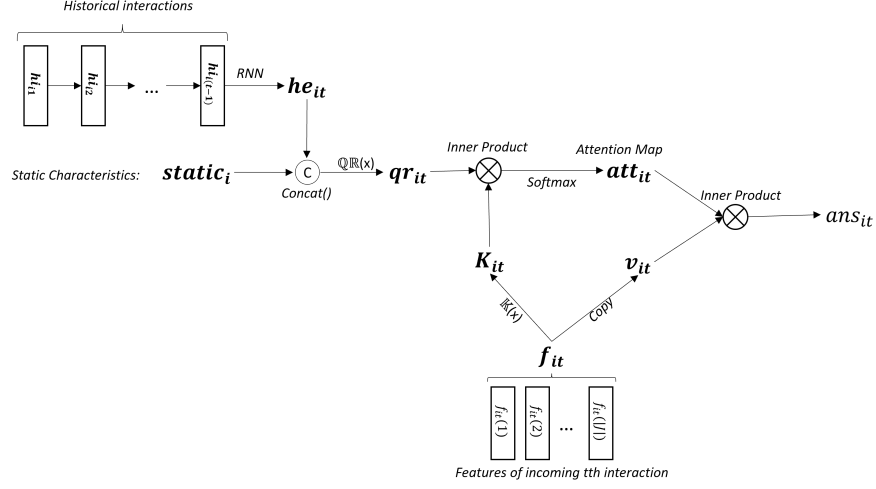 Historical interactions
hi_{i1}
hi_{i2}
...
hi_{i(t-1)}
RNN
he_{it}
Static Characteristics:
static_i
C
Concat()
ℚℝ(x)
qr_{it}
Inner Product
Softmax
Attention Map
att_{it}
Inner Product
ans_{it}
K_{it}
v_{it}
𝕂(x)
Copy
f_{it}
f_{it}(1)
f_{it}(2)
...
f_{it}(|J|)
Features of incoming tth interaction